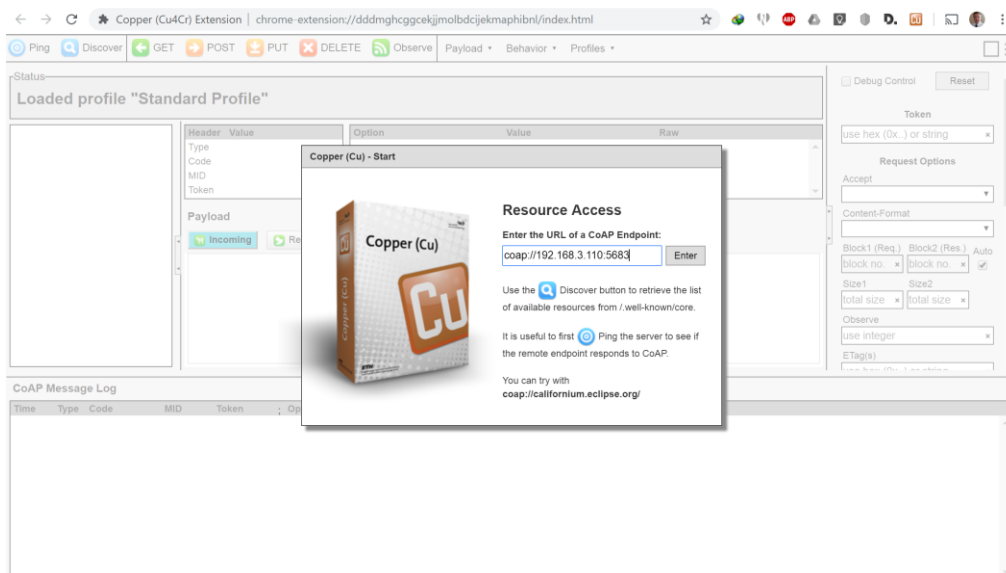 Copper (Cu4Cr) Extension | chrome-extension://dddmghcggcekjjmolbdcijekmaphibnl/index.html
Ping Discover GET POST PUT DELETE Observe Payload Behavior Profiles
Status
Loaded profile "Standard Profile"
Header Value
Type
Code
MID
Token
Option Value Raw
Payload
Incoming Re
Copper (Cu) - Start
Copper (Cu)
Copper (Cu)
Cu
Resource Access
Enter the URL of a CoAP Endpoint:
coap://192.168.3.110:5683 Enter
Use the Discover button to retrieve the list
of available resources from /.well-known/core.
It is useful to first Ping the server to see if
the remote endpoint responds to CoAP.
You can try with
coap://californium.eclipse.org/
Debug Control Reset
Token
use hex (0x..) or string ×
Request Options
Accept
Content-Format
Block1 (Req.) Block2 (Res.) Auto
block no. × block no. ×
Size1 Size2
total size × total size ×
Observe
use integer ×
ETag(s)
CoAP Message Log
Time Type Code MID Token ; Op